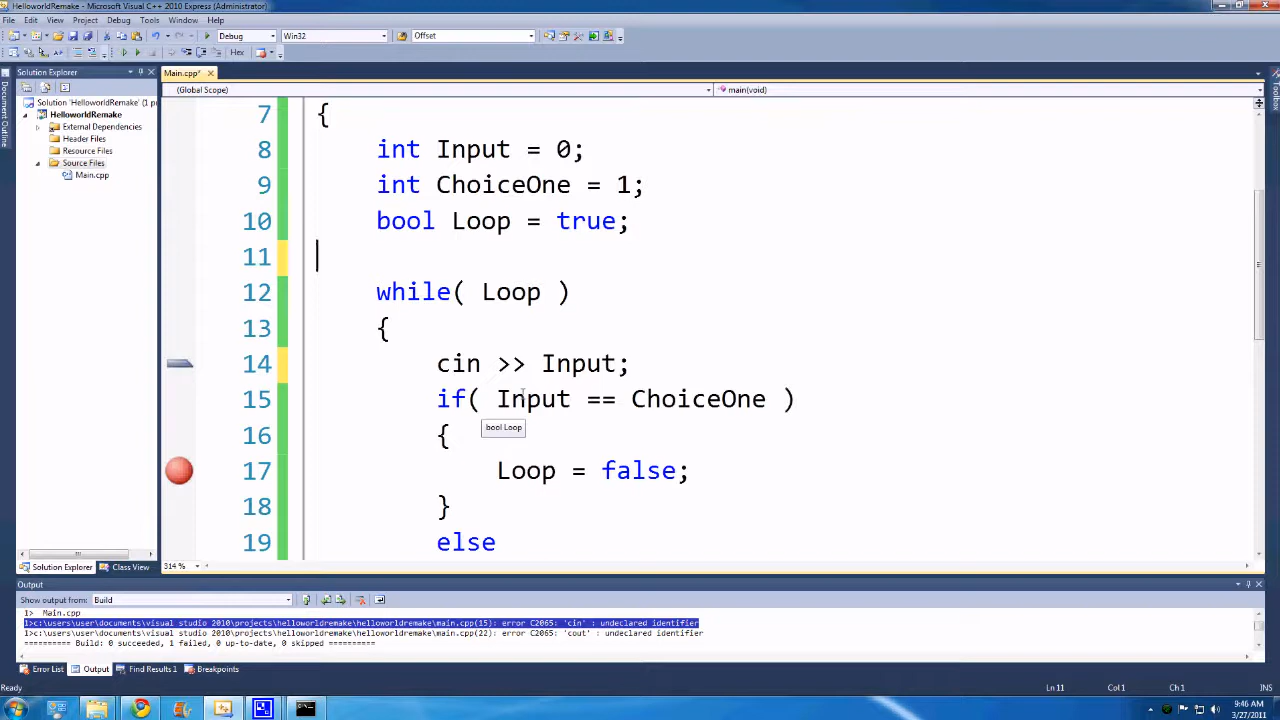 HelloworldRemake - Microsoft Visual C++ 2010 Express (Administrator)
File Edit View Project Debug Tools Window Help
Debug Win32 Offset
Hex
Solution Explorer
Main.cpp*
(Global Scope) main(void)
Document Outline
Toolbox
Solution 'HelloworldRemake' (1 p
HelloworldRemake
External Dependencies
Header Files
Resource Files
Source Files
Main.cpp
7 {
8 int Input = 0;
9 int ChoiceOne = 1;
10 bool Loop = true;
11
12 while( Loop )
13 {
14 cin >> Input;
15 if( Input == ChoiceOne )
16 {
bool Loop
17 Loop = false;
18 }
19 else
314 %
Solution Explorer Class View
Output
Show output from: Build
1> Main.cpp
1>c:\users\user\documents\visual studio 2010\projects\helloworldremake\helloworldremake\main.cpp(15): error C2065: 'cin' : undeclared identifier
1>c:\users\user\documents\visual studio 2010\projects\helloworldremake\helloworldremake\main.cpp(22): error C2065: 'cout' : undeclared identifier
========== Build: 0 succeeded, 1 failed, 0 up-to-date, 0 skipped ==========
Error List Output Find Results 1 Breakpoints
Ready Ln11 Col 1 Ch 1 INS
9:46 AM
3/27/2011